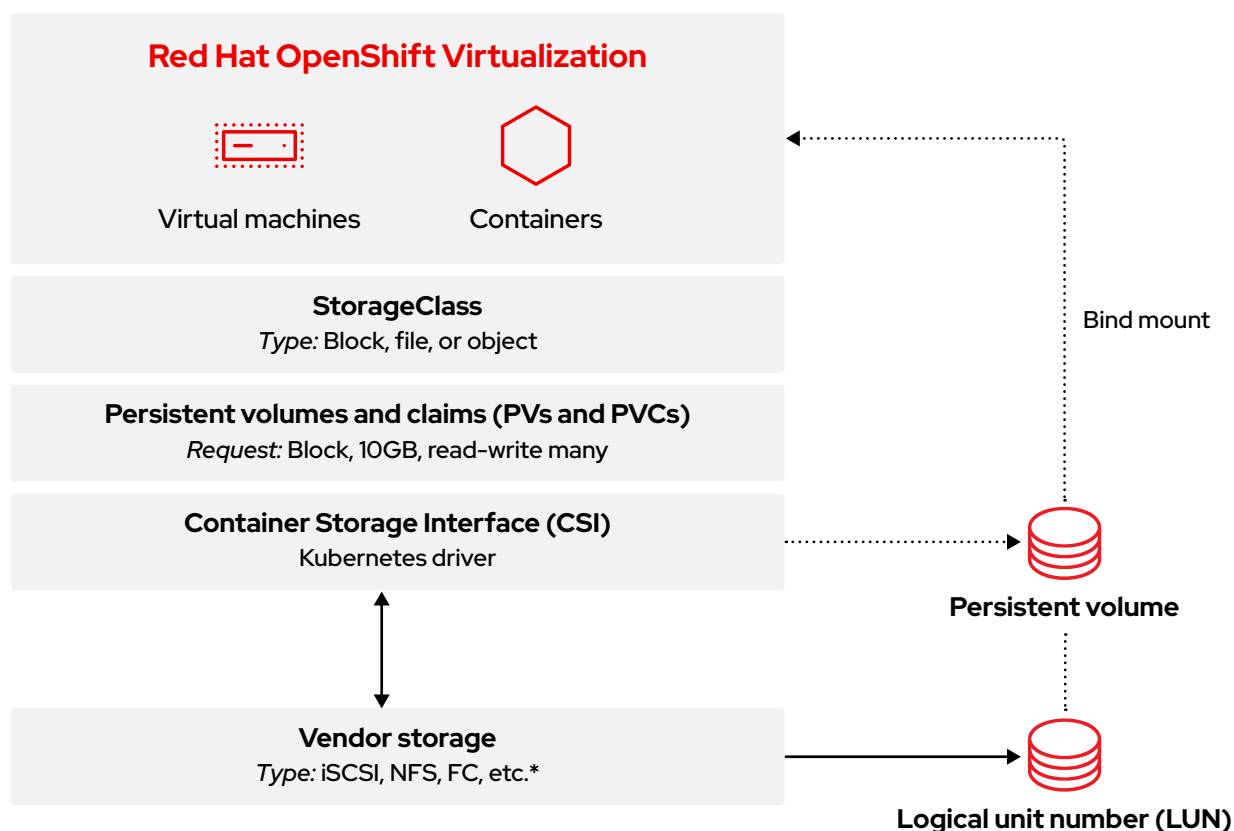 Red Hat OpenShift Virtualization
Virtual machines
Containers
StorageClass
Type: Block, file, or object
Bind mount
Persistent volumes and claims (PVs and PVCs)
Request: Block, 10GB, read-write many
Container Storage Interface (CSI)
Kubernetes driver
Persistent volume
Vendor storage
Type: iSCSI, NFS, FC, etc.*
Logical unit number (LUN)